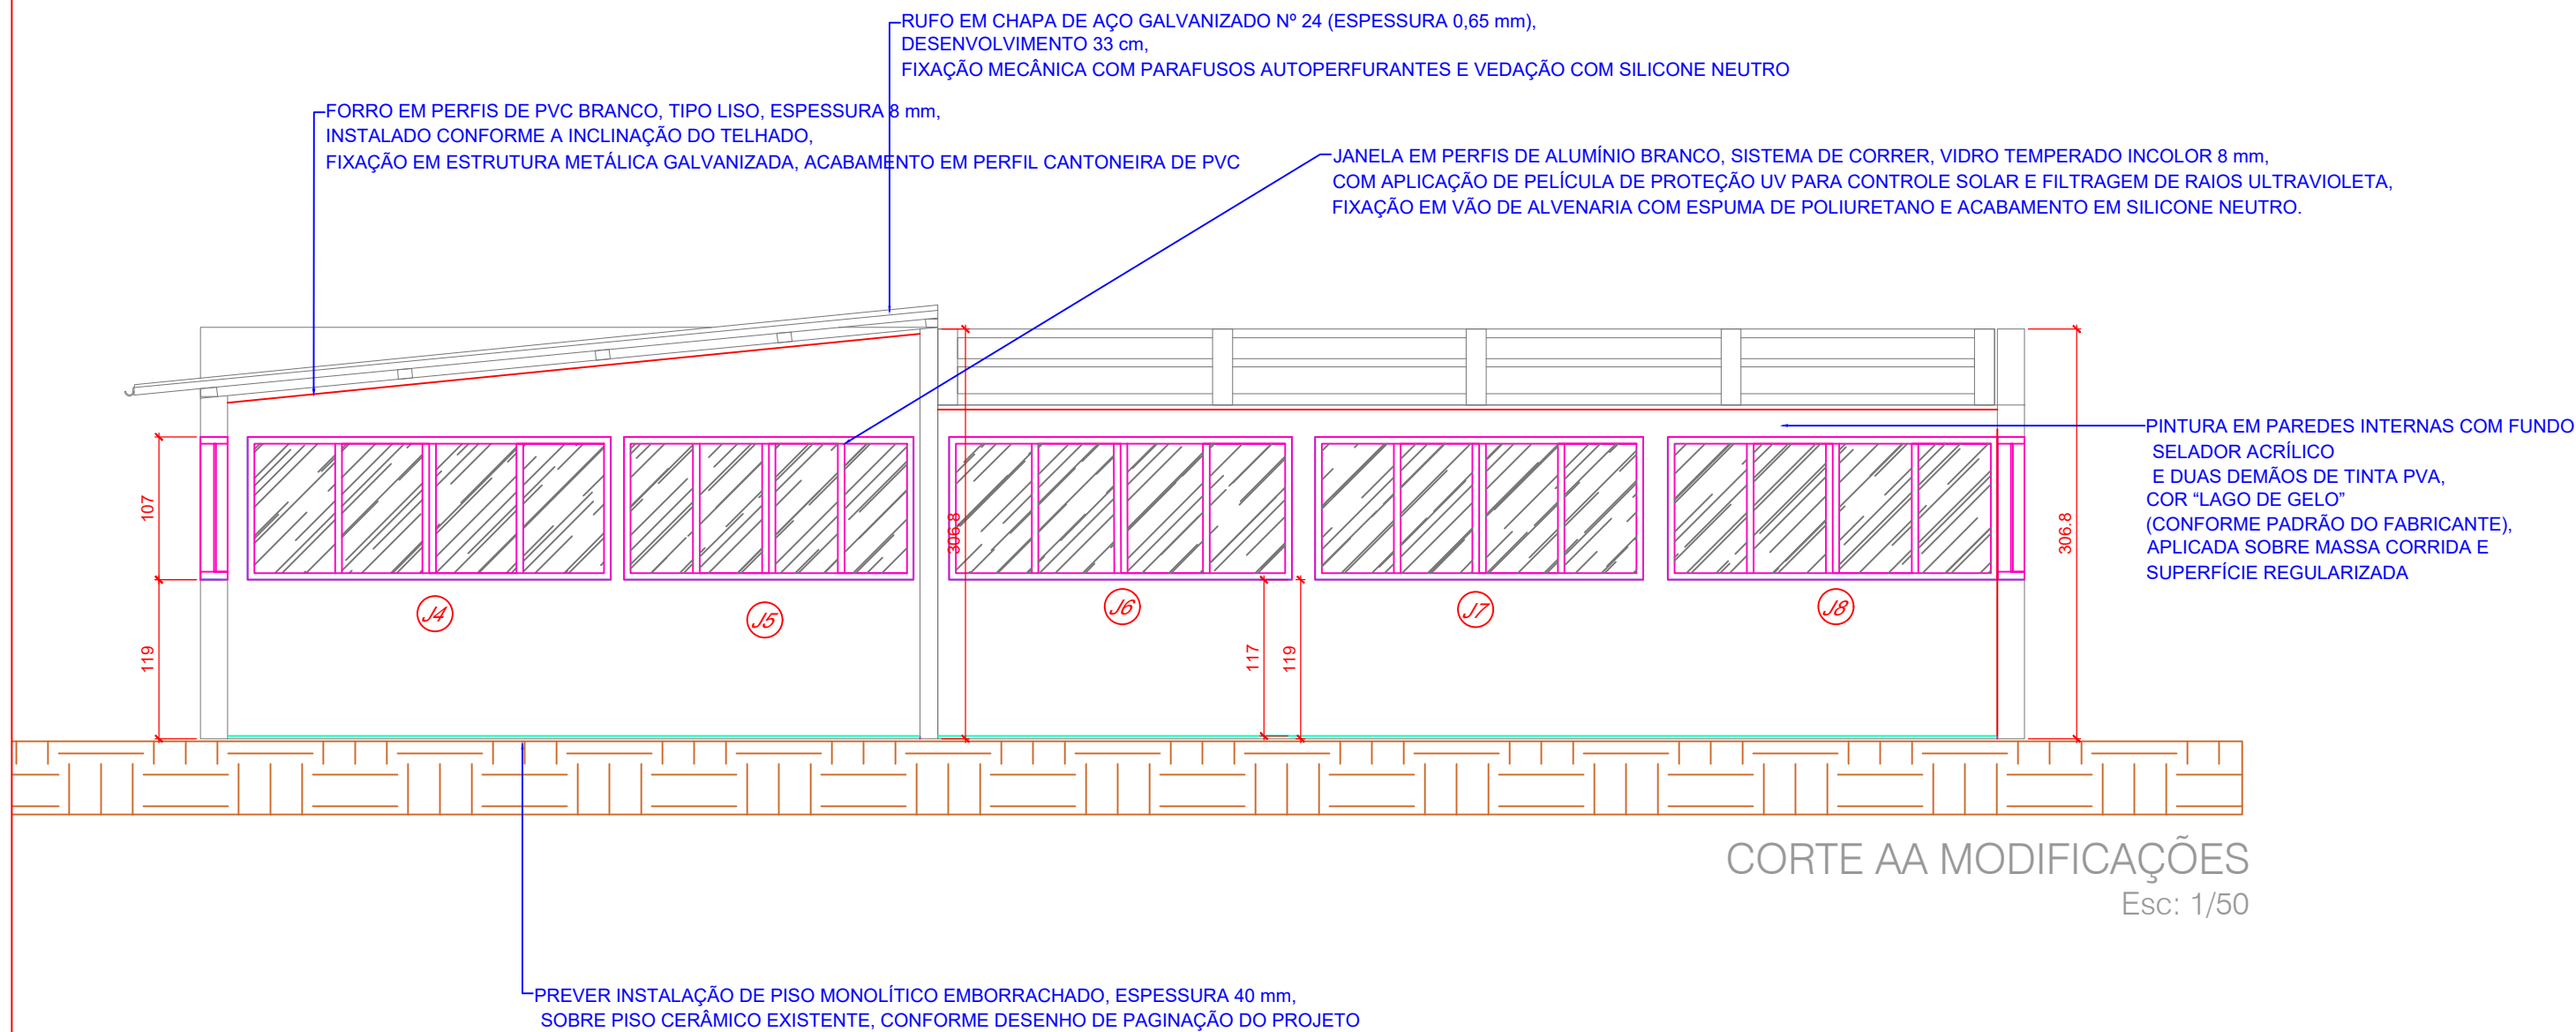 RUFO EM CHAPA DE AÇO GALVANIZADO Nº 24 (ESPESSURA 0,65 mm),
DESENVOLVIMENTO 33 cm,
FIXAÇÃO MECÂNICA COM PARAFUSOS AUTOPERFURANTES E VEDAÇÃO COM SILICONE NEUTRO
FORRO EM PERFIS DE PVC BRANCO, TIPO LISO, ESPESSURA 8 mm,
INSTALADO CONFORME A INCLINAÇÃO DO TELHADO,
FIXAÇÃO EM ESTRUTURA METÁLICA GALVANIZADA, ACABAMENTO EM PERFIL CANTONEIRA DE PVC
JANELA EM PERFIS DE ALUMÍNIO BRANCO, SISTEMA DE CORRER, VIDRO TEMPERADO INCOLOR 8 mm,
COM APLICAÇÃO DE PELÍCULA DE PROTEÇÃO UV PARA CONTROLE SOLAR E FILTRAGEM DE RAIOS ULTRAVIOLETA,
FIXAÇÃO EM VÃO DE ALVENARIA COM ESPUMA DE POLIURETANO E ACABAMENTO EM SILICONE NEUTRO.
PINTURA EM PAREDES INTERNAS COM FUNDO
SELADOR ACRÍLICO
E DUAS DEMÃOS DE TINTA PVA,
COR “LAGO DE GELO”
(CONFORME PADRÃO DO FABRICANTE),
APLICADA SOBRE MASSA CORRIDA E
SUPERFÍCIE REGULARIZADA
107
306.8
306.8
J4
J5
J6
J7
J8
119
117
119
CORTE AA MODIFICAÇÕES
Esc: 1/50
PREVER INSTALAÇÃO DE PISO MONOLÍTICO EMBORRACHADO, ESPESSURA 40 mm,
SOBRE PISO CERÂMICO EXISTENTE, CONFORME DESENHO DE PAGINAÇÃO DO PROJETO